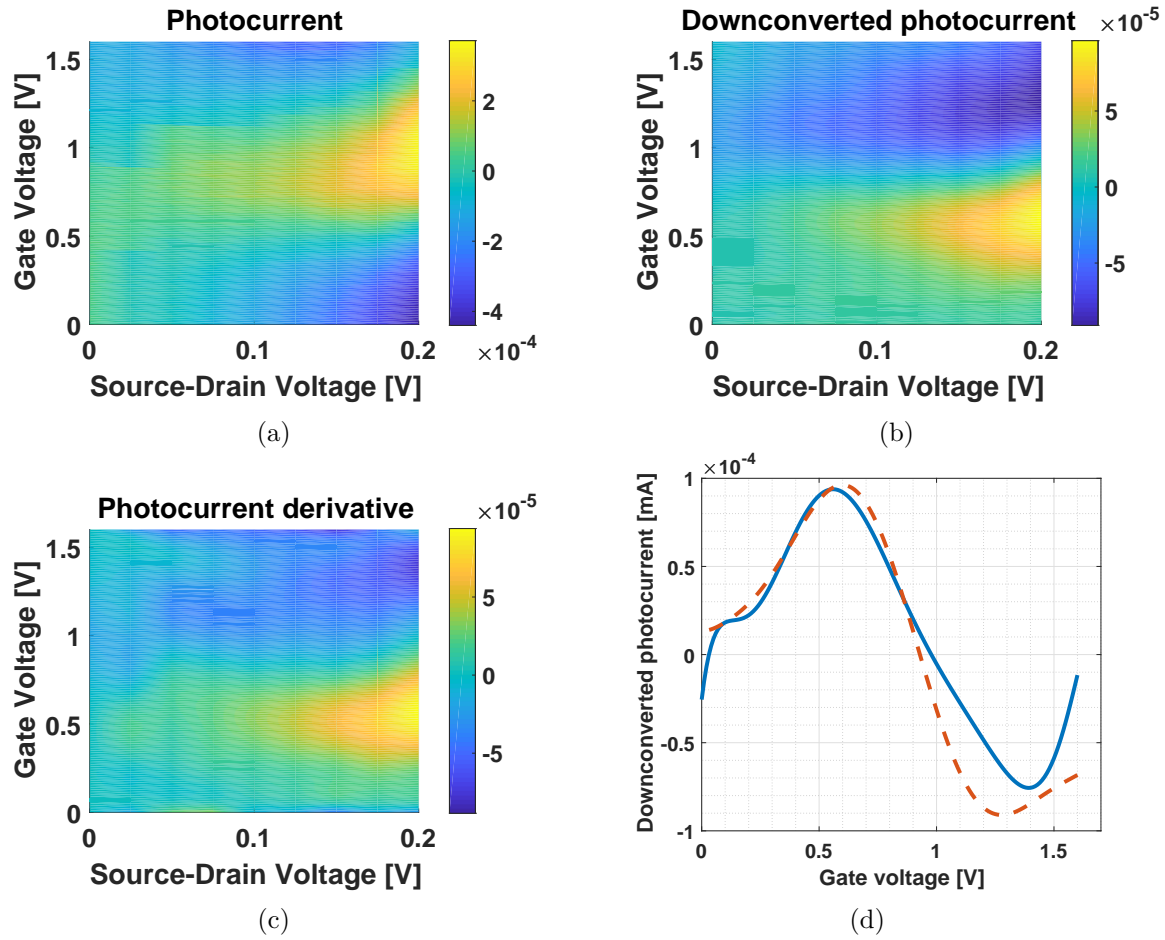 Photocurrent
Gate Voltage [V]
1.5
1
0.5
0
0
0.1
0.2
Source-Drain Voltage [V]
2
0
-2
-4
×10-4
(a)
Downconverted photocurrent
×10-5
Gate Voltage [V]
1.5
1
0.5
0
0
0.1
0.2
Source-Drain Voltage [V]
5
0
-5
(b)
Photocurrent derivative
×10-5
Gate Voltage [V]
1.5
1
0.5
0
0
0.1
0.2
Source-Drain Voltage [V]
5
0
-5
(c)
×10-4
Downconverted photocurrent [mA]
1
0.5
0
-0.5
-1
0
0.5
1
1.5
Gate voltage [V]
(d)